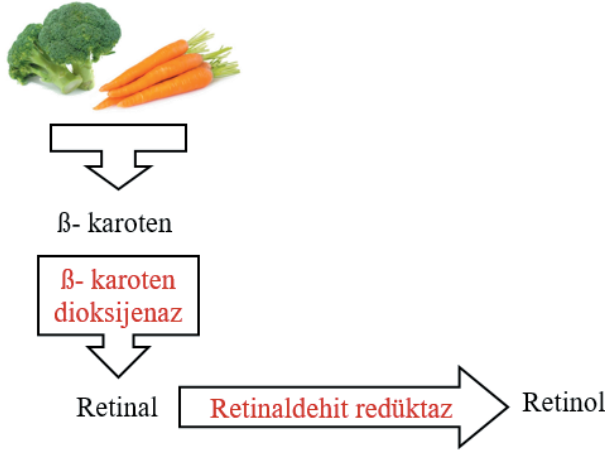 ß- karoten
ß- karoten
dioksijenaz
Retinal
Retinaldehit redüktaz
Retinol